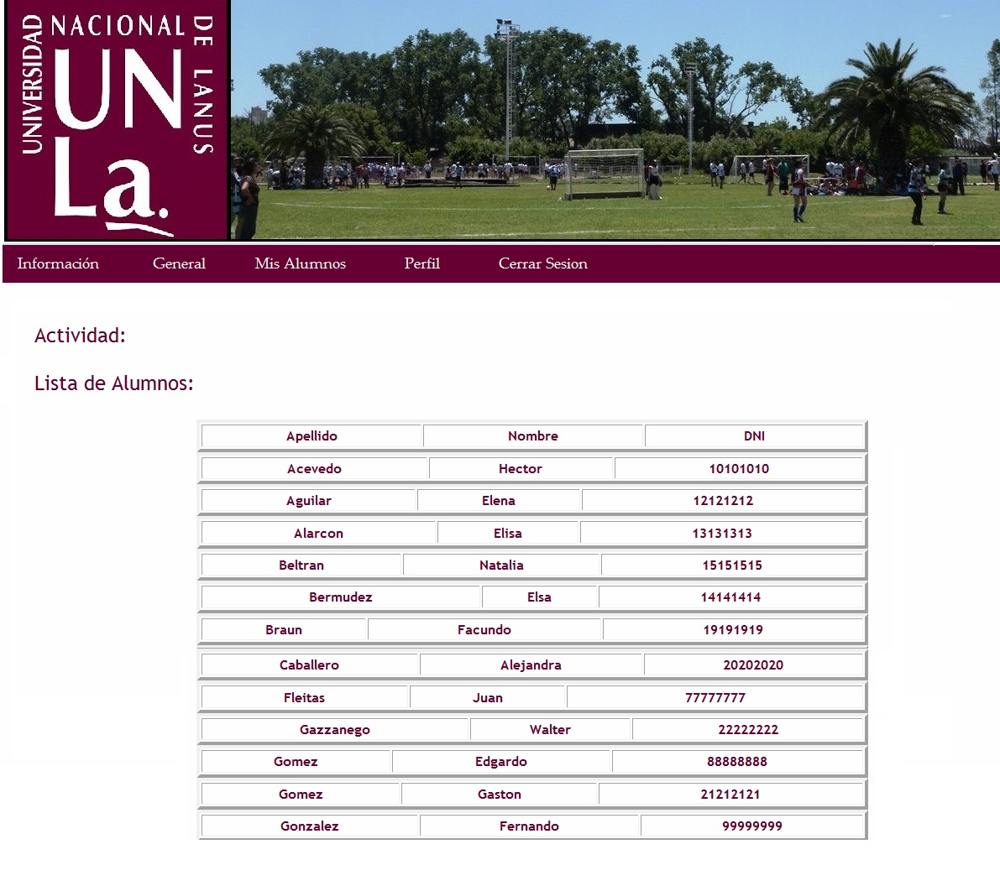 UNIVERSIDAD NACIONAL DE LANUS
UN
La.
Información General Mis Alumnos Perfil Cerrar Sesion
Actividad:
Lista de Alumnos:
Apellido Nombre DNI
Acevedo Hector 10101010
Aguilar Elena 12121212
Alarcon Elisa 13131313
Beltran Natalia 15151515
Bermudez Elsa 14141414
Braun Facundo 19191919
Caballero Alejandra 20202020
Fleitas Juan 77777777
Gazzanego Walter 22222222
Gomez Edgardo 88888888
Gomez Gaston 21212121
Gonzalez Fernando 99999999